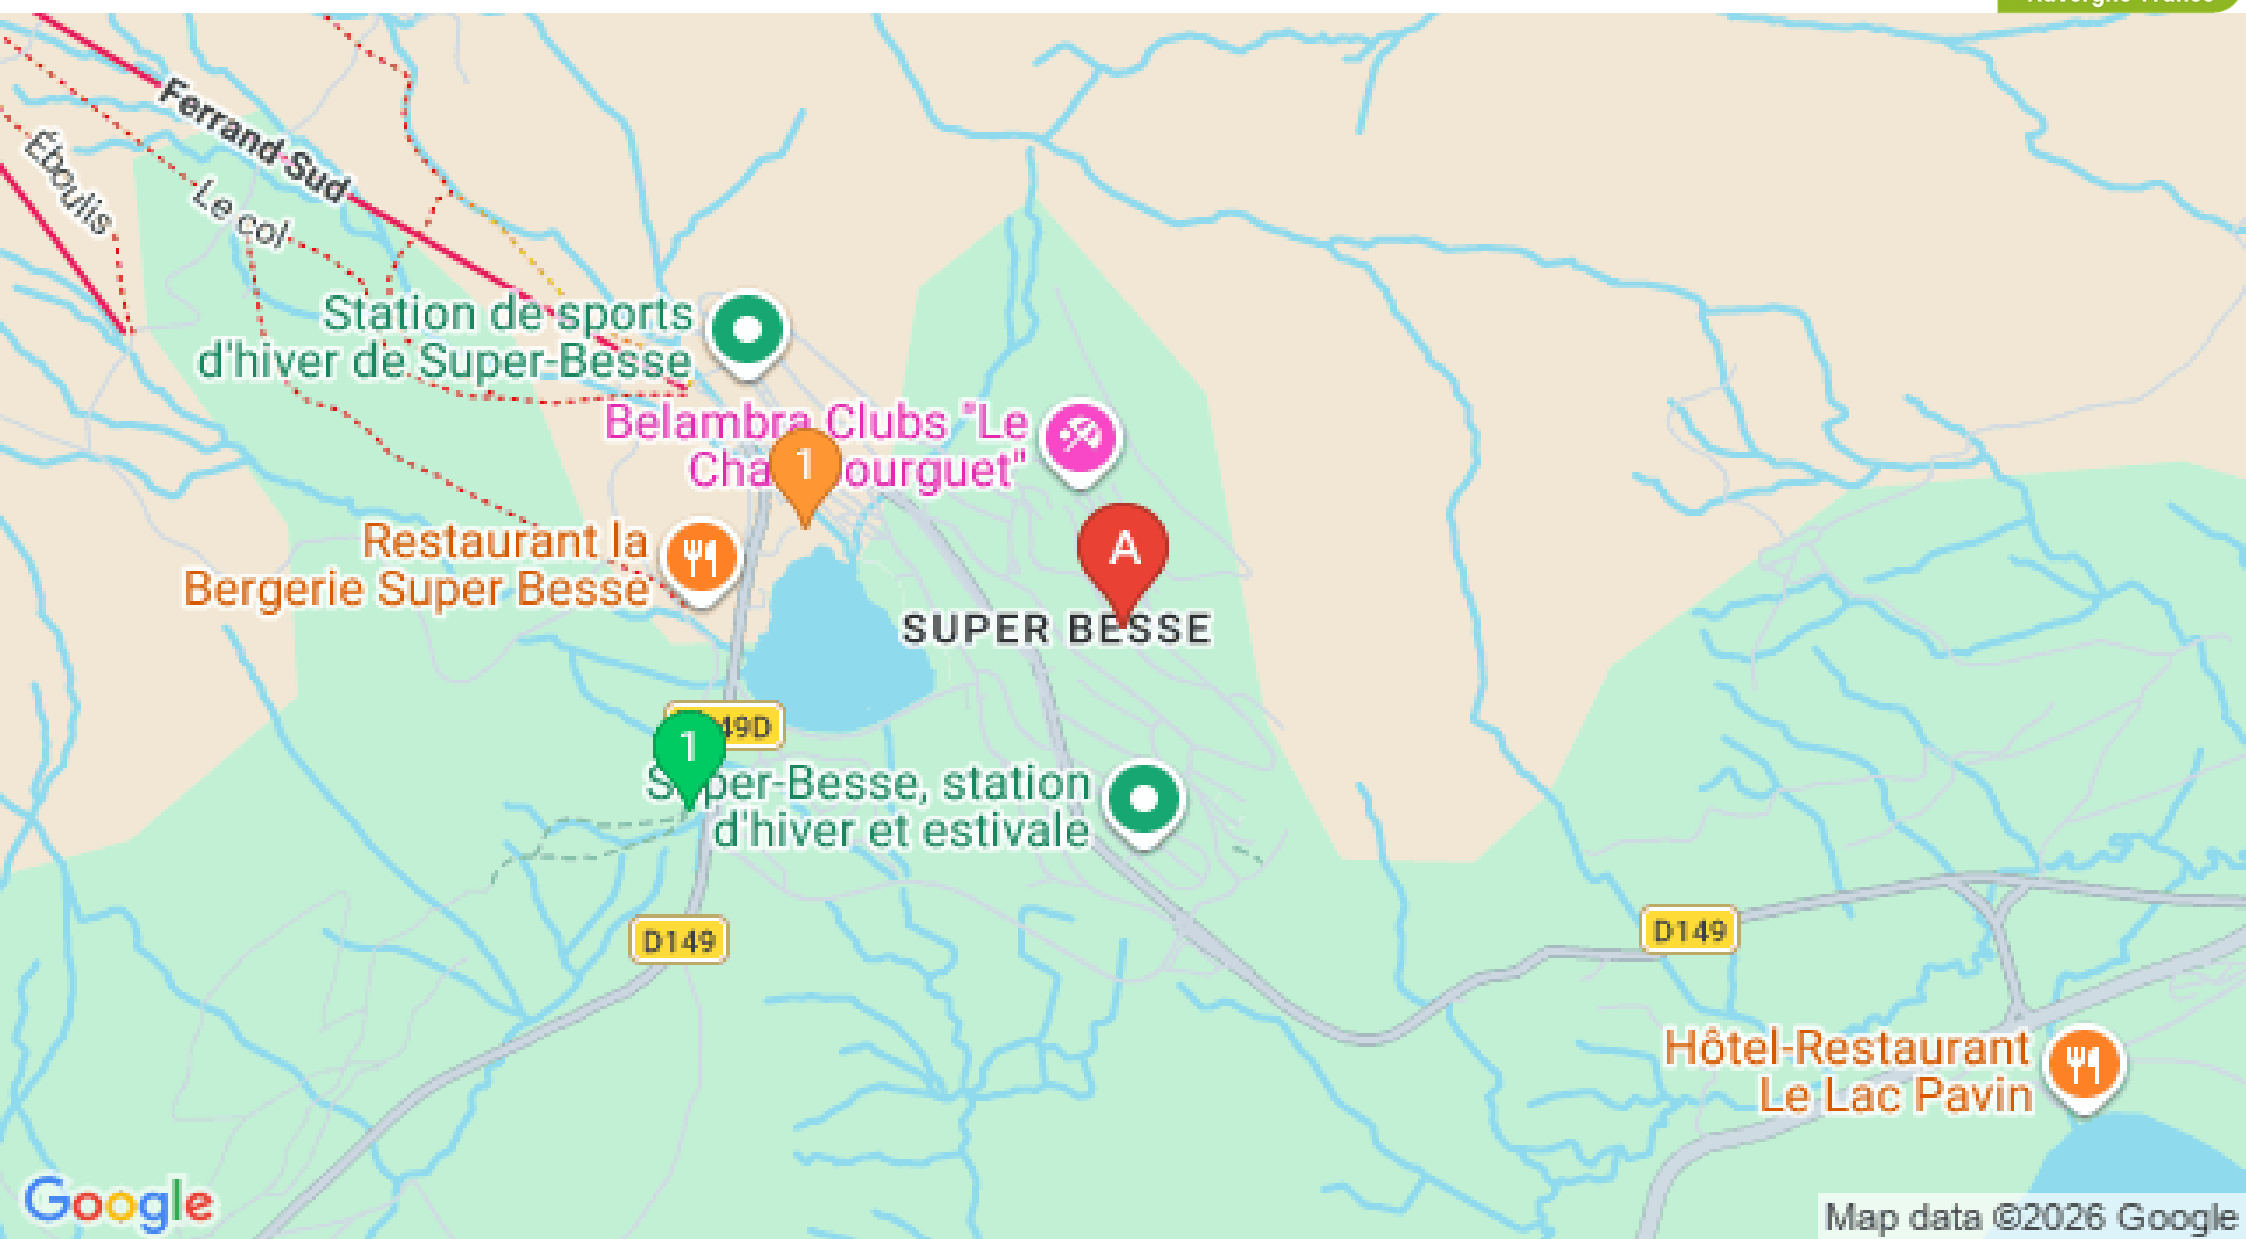 Ferrand Sud
Éboulis
Le col
Station de sports
d'hiver de Super-Besse
Belambra Clubs "Le
Cha ourguet"
1
Restaurant la
Bergerie Super Besse
A
SUPER BESSE
49D
1
Super-Besse, station
d'hiver et estivale
D149
D149
Hôtel-Restaurant
Le Lac Pavin
Google
Map data ©2026 Google